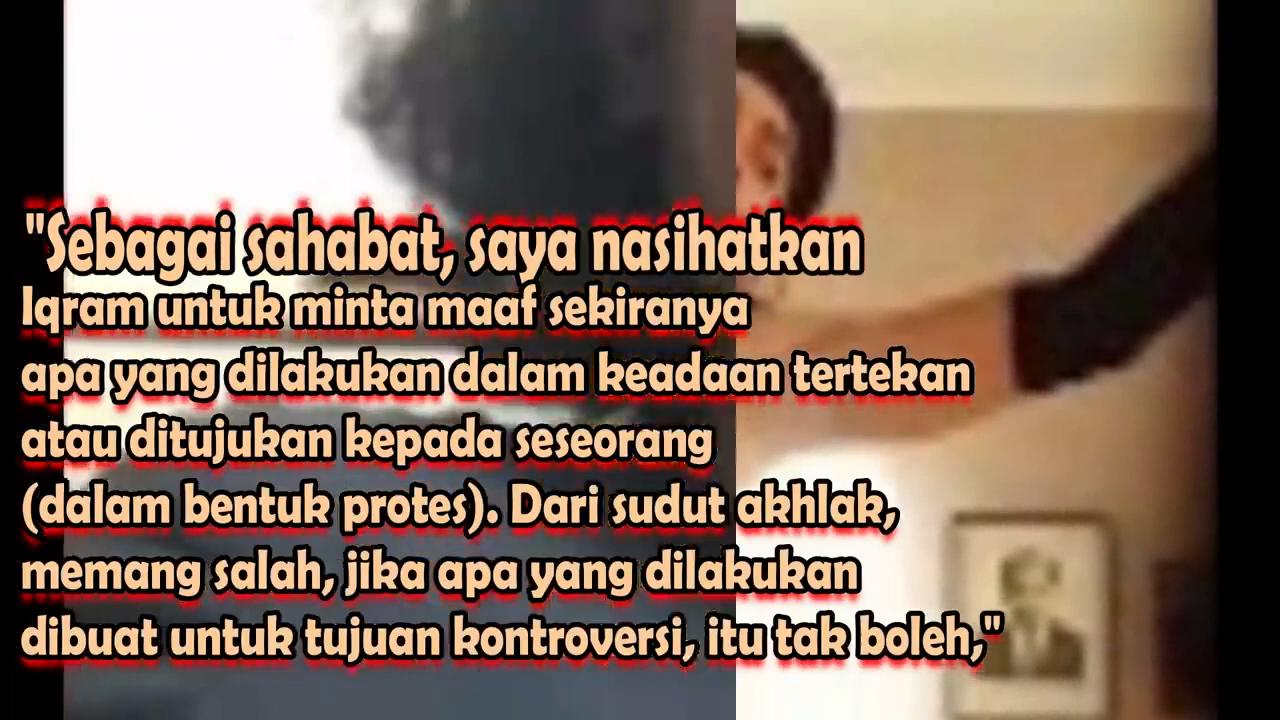 "Sebagai sahabat, saya nasihatkan
Iqram untuk minta maaf sekiranya
apa yang dilakukan dalam keadaan tertekan
atau ditujukan kepada seseorang
(dalam bentuk protes). Dari sudut akhlak,
memang salah, jika apa yang dilakukan
dibuat untuk tujuan kontroversi, itu tak boleh,"